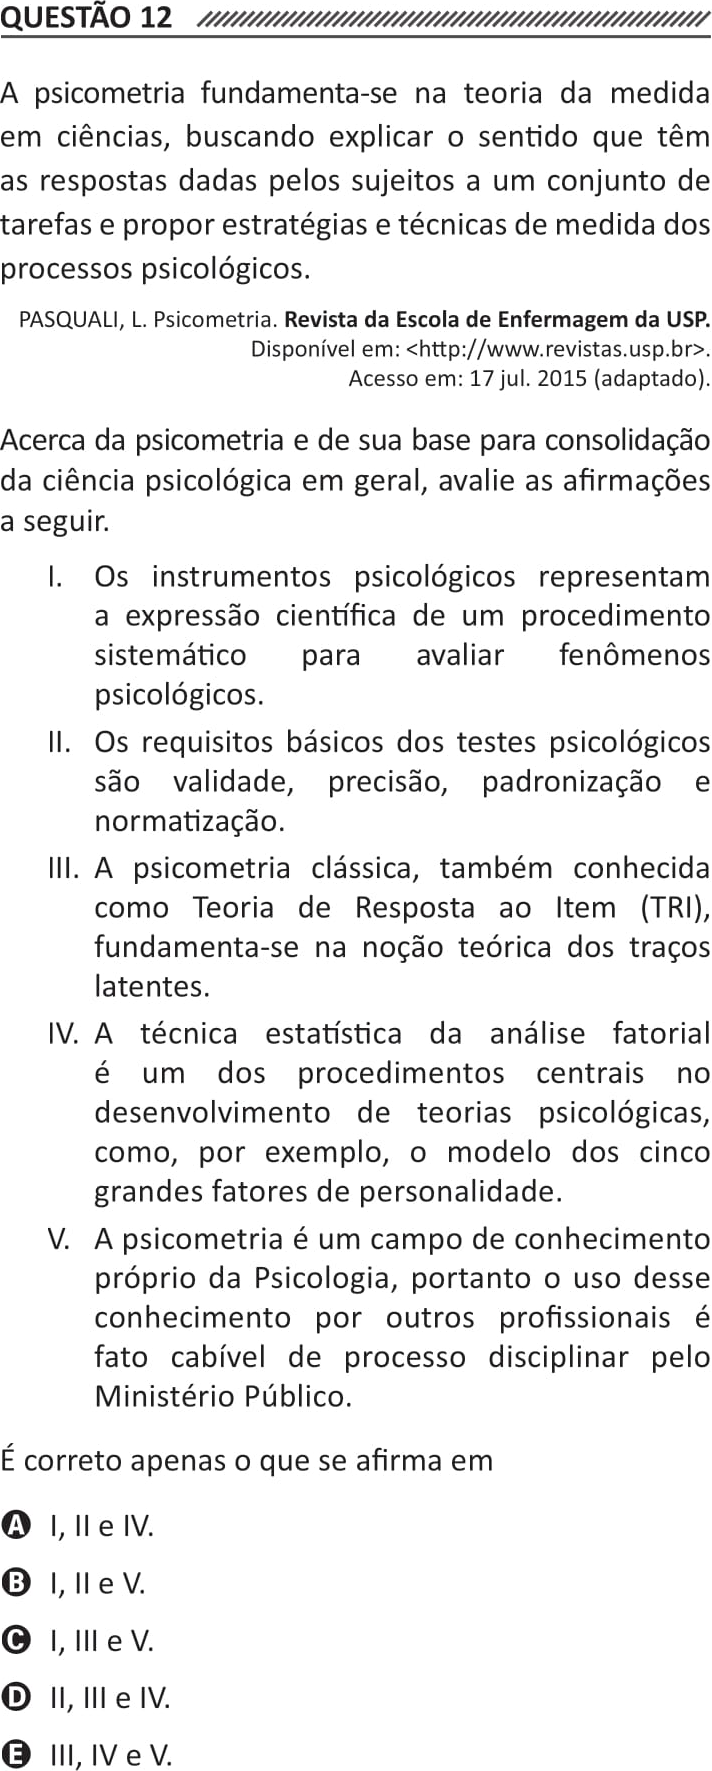 QUESTÃO 12
A psicometria fundamenta-se na teoria da medida
em ciências, buscando explicar o sentido que têm
as respostas dadas pelos sujeitos a um conjunto de
tarefas e propor estratégias e técnicas de medida dos
processos psicológicos.
PASQUALI, L. Psicometria. Revista da Escola de Enfermagem da USP.
Disponível em: <http://www.revistas.usp.br>.
Acesso em: 17 jul. 2015 (adaptado).
Acerca da psicometria e de sua base para consolidação
da ciência psicológica em geral, avalie as afirmações
a seguir.
I. Os instrumentos psicológicos representam
a expressão científica de um procedimento
sistemático para avaliar fenômenos
psicológicos.
II. Os requisitos básicos dos testes psicológicos
são validade, precisão, padronização e
normatização.
III. A psicometria clássica, também conhecida
como Teoria de Resposta ao Item (TRI),
fundamenta-se na noção teórica dos traços
latentes.
IV. A técnica estatística da análise fatorial
é um dos procedimentos centrais no
desenvolvimento de teorias psicológicas,
como, por exemplo, o modelo dos cinco
grandes fatores de personalidade.
V. A psicometria é um campo de conhecimento
próprio da Psicologia, portanto o uso desse
conhecimento por outros profissionais é
fato cabível de processo disciplinar pelo
Ministério Público.
É correto apenas o que se afirma em
A I, II e IV.
B I, II e V.
C I, III e V.
D II, III e IV.
E III, IV e V.